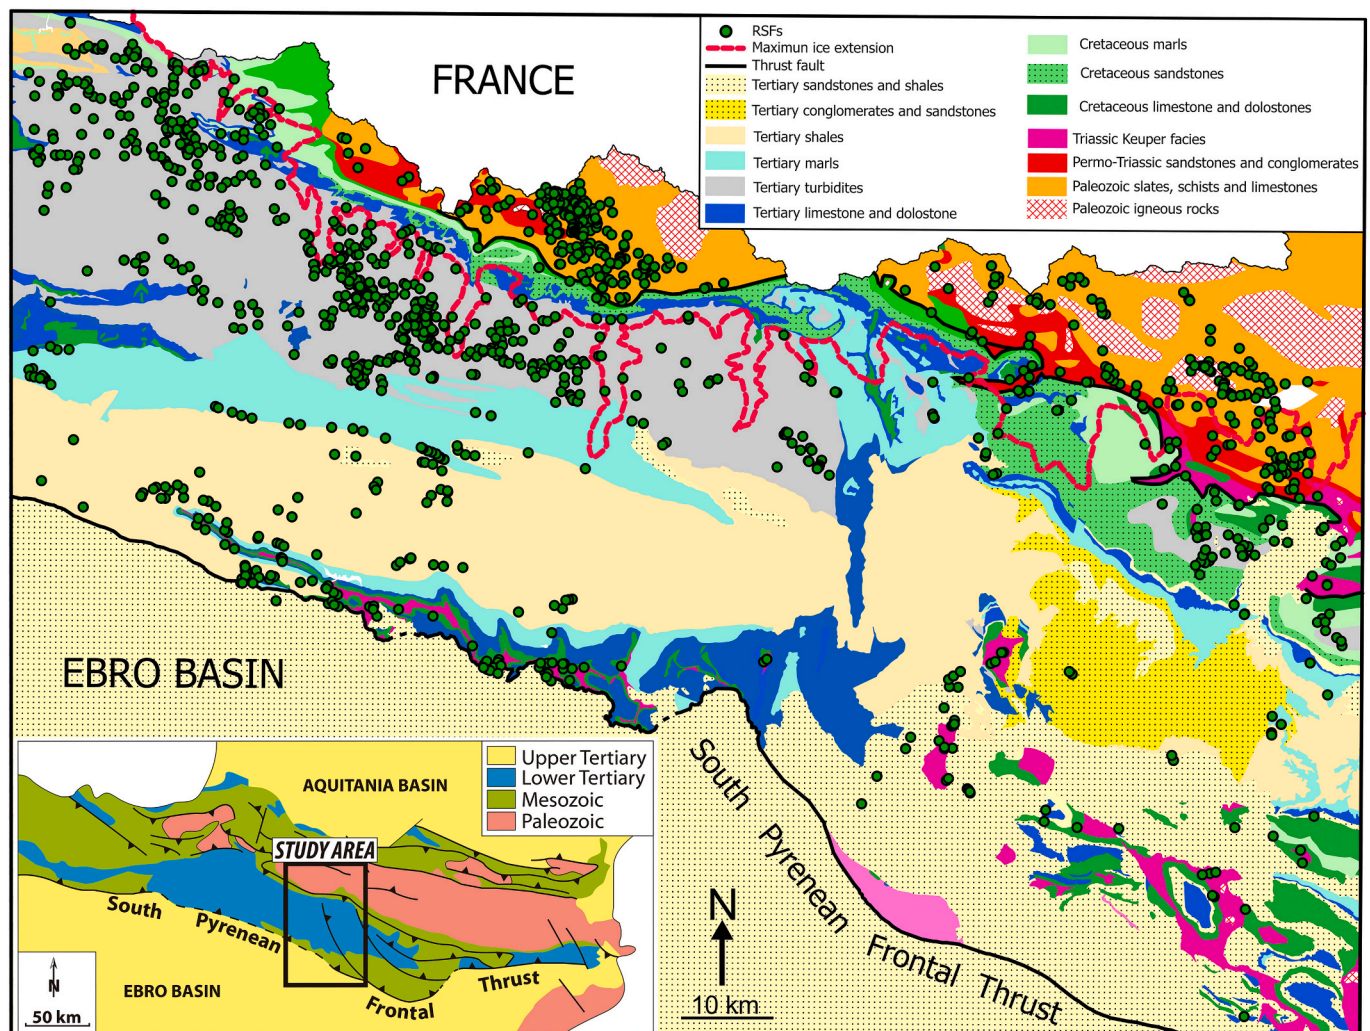 FRANCE
RSFs
Maximun ice extension
Thrust fault
Tertiary sandstones and shales
Tertiary conglomerates and sandstones
Tertiary shales
Tertiary marls
Tertiary turbidites
Tertiary limestone and dolostone
Cretaceous marls
Cretaceous sandstones
Cretaceous limestone and dolostones
Triassic Keuper facies
Permo-Triassic sandstones and conglomerates
Paleozoic slates, schists and limestones
Paleozoic igneous rocks
EBRO BASIN
South Pyrenean Frontal Thrust
N
10 km
Upper Tertiary
Lower Tertiary
Mesozoic
Paleozoic
AQUITANIA BASIN
STUDY AREA
South Pyrenean Frontal Thrust
EBRO BASIN
N
50 km